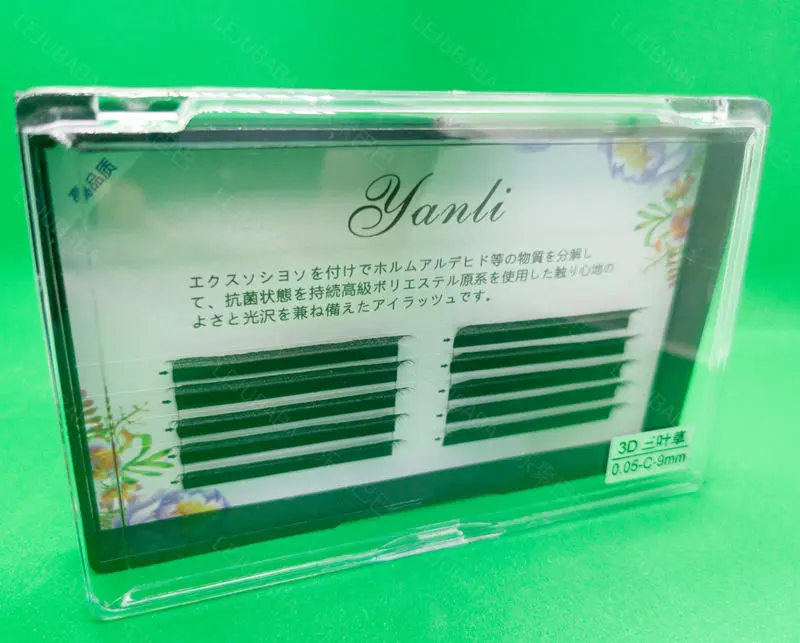 品质
Yanli
エクスソシヨソを付けでホルムアルデヒド等の物質を分解し
て、抗菌状態を持続高級ポリエステル原系を使用した触り心地の
よさと光沢を兼ね備えたアイラッツュです。
3D 三叶草
0.05-C-9mm
LEJUBABA